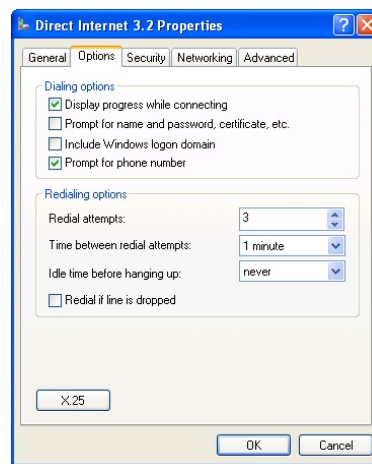 Direct Internet 3.2 Properties
General Options Security Networking Advanced
Dialing options
Display progress while connecting
Prompt for name and password, certificate, etc.
Include Windows logon domain
Prompt for phone number
Redialing options
Redial attempts: 3
Time between redial attempts: 1 minute
Idle time before hanging up: never
Redial if line is dropped
X.25
OK Cancel